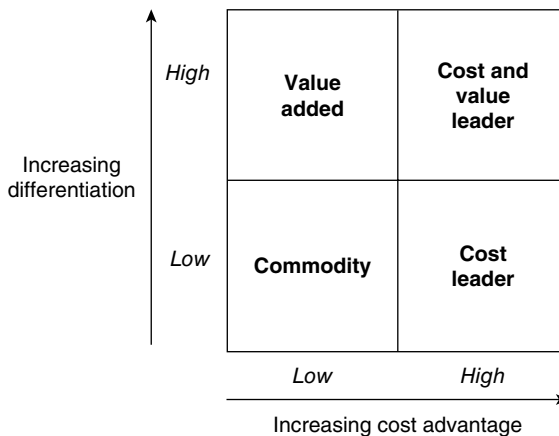 High
Value
added
Cost and
value
leader
Increasing
differentiation
Low
Commodity
Cost
leader
Low
High
Increasing cost advantage